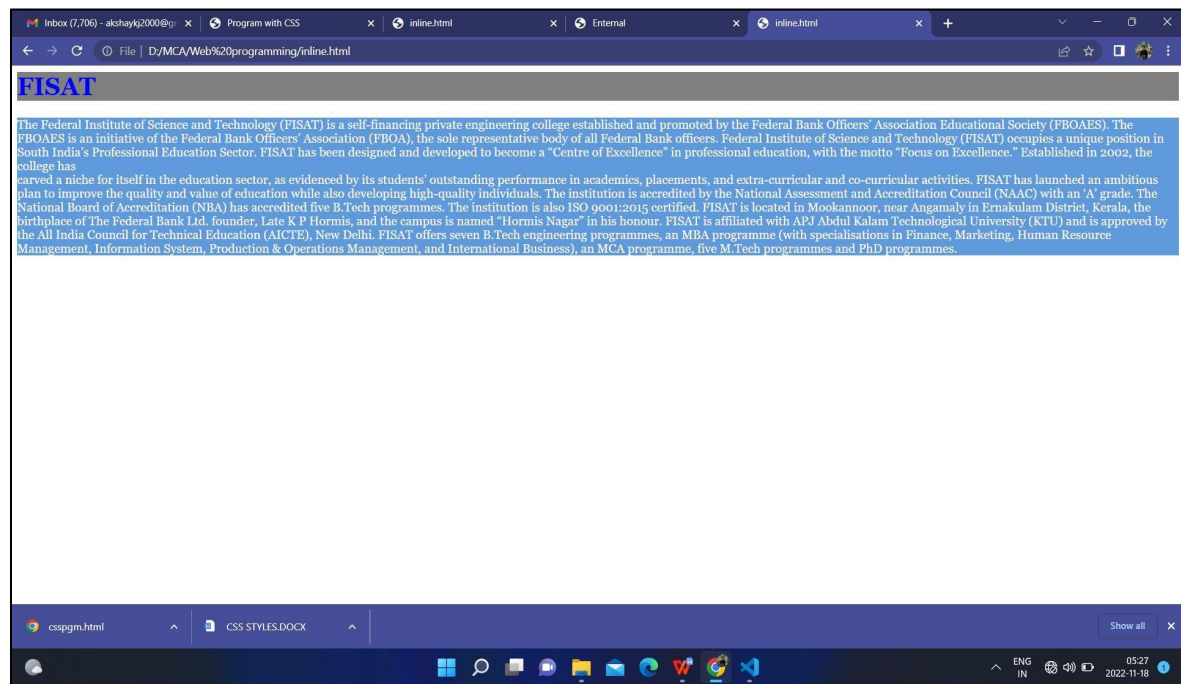 Inbox (7,706) - akshaykj2000@gm
Program with CSS
inline.html
Enternal
inline.html
File | D:/MCA/Web%20programming/inline.html
FISAT
The Federal Institute of Science and Technology (FISAT) is a self-financing private engineering college established and promoted by the Federal Bank Officers’ Association Educational Society (FBOAES). The
FBOAES is an initiative of the Federal Bank Officers’ Association (FBOA), the sole representative body of all Federal Bank officers. Federal Institute of Science and Technology (FISAT) occupies a unique position in
South India’s Professional Education Sector. FISAT has been designed and developed to become a “Centre of Excellence” in professional education, with the motto “Focus on Excellence.” Established in 2002, the
college has
carved a niche for itself in the education sector, as evidenced by its students’ outstanding performance in academics, placements, and extra-curricular and co-curricular activities. FISAT has launched an ambitious
plan to improve the quality and value of education while also developing high-quality individuals. The institution is accredited by the National Assessment and Accreditation Council (NAAC) with an ‘A’ grade. The
National Board of Accreditation (NBA) has accredited five B.Tech programmes. The institution is also ISO 9001:2015 certified. FISAT is located in Mookannoor, near Angamaly in Ernakulam District, Kerala, the
birthplace of The Federal Bank Ltd. founder, Late K P Hormis, and the campus is named “Hormis Nagar” in his honour. FISAT is affiliated with APJ Abdul Kalam Technological University (KTU) and is approved by
the All India Council for Technical Education (AICTE), New Delhi. FISAT offers seven B.Tech engineering programmes, an MBA programme (with specialisations in Finance, Marketing, Human Resource
Management, Information System, Production & Operations Management, and International Business), an MCA programme, five M.Tech programmes and PhD programmes.
csspgm.html
CSS STYLES.DOCX
Show all
ENG
IN
05:27
2022-11-18
1